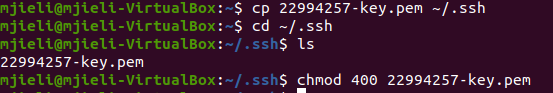 mjieli@mjieli-VirtualBox:~$ cp 22994257-key.pem ~/.ssh
mjieli@mjieli-VirtualBox:~$ cd ~/.ssh
mjieli@mjieli-VirtualBox:~/.ssh$ ls
22994257-key.pem
mjieli@mjieli-VirtualBox:~/.ssh$ chmod 400 22994257-key.pem